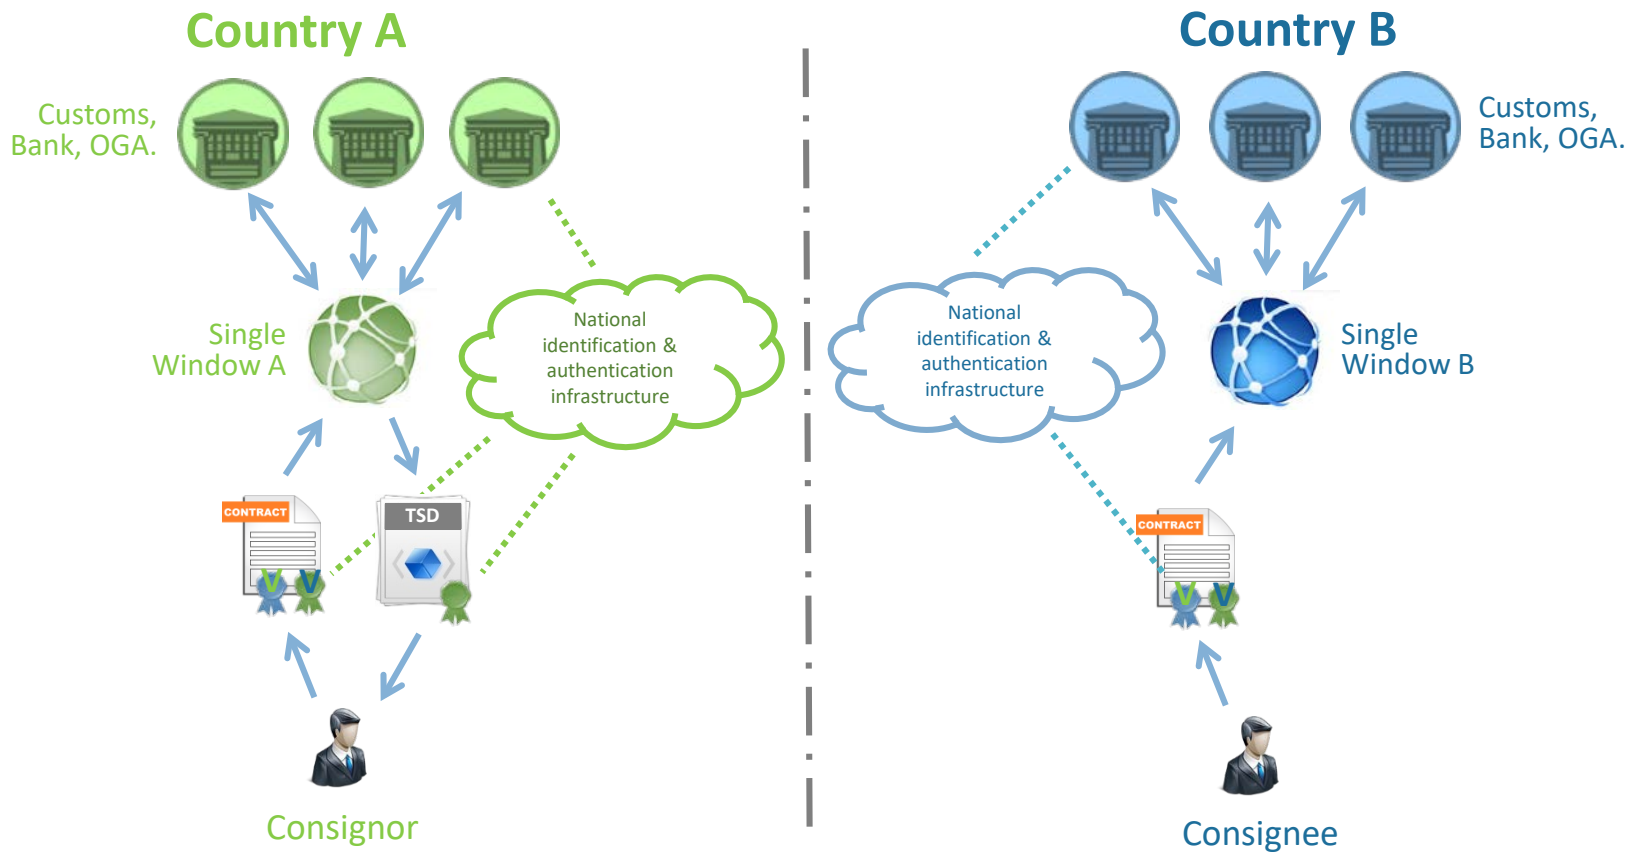 Country A
Customs,
Bank, OGA.
Single
Window A
National
identification &
authentication
infrastructure
CONTRACT
V V
TSD
Consignor
Country B
Customs,
Bank, OGA.
National
identification &
authentication
infrastructure
Single
Window B
CONTRACT
V V
Consignee